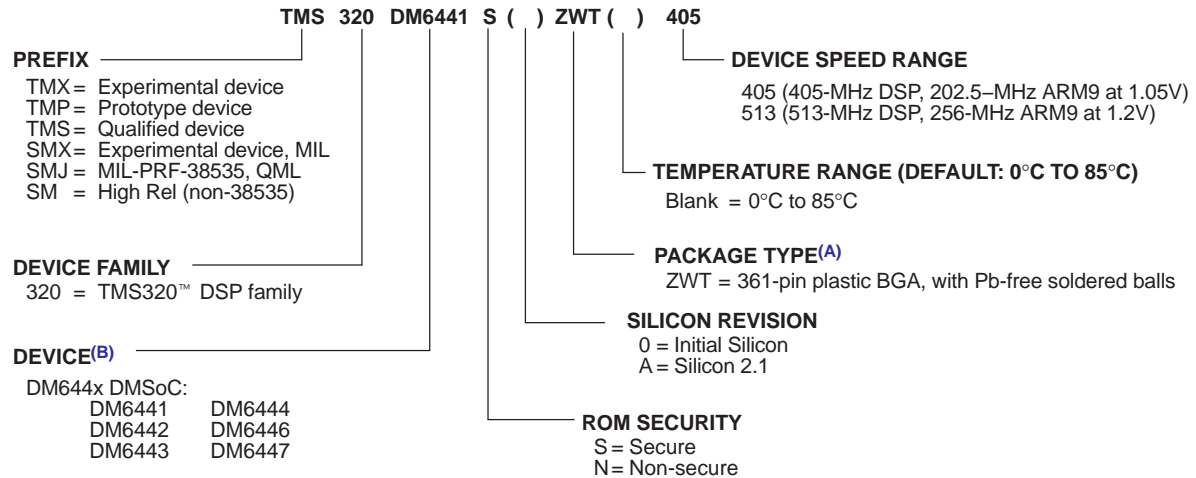 TMS 320 DM6441 S ( ) ZWT ( ) 405
PREFIX
TMX = Experimental device
TMP = Prototype device
TMS = Qualified device
SMX = Experimental device, MIL
SMJ = MIL-PRF-38535, QML
SM = High Rel (non-38535)
DEVICE SPEED RANGE
405 (405-MHz DSP, 202.5–MHz ARM9 at 1.05V)
513 (513-MHz DSP, 256-MHz ARM9 at 1.2V)
TEMPERATURE RANGE (DEFAULT: 0°C TO 85°C)
Blank = 0°C to 85°C
DEVICE FAMILY
320 = TMS320™ DSP family
PACKAGE TYPE(A)
ZWT = 361-pin plastic BGA, with Pb-free soldered balls
SILICON REVISION
0 = Initial Silicon
A = Silicon 2.1
DEVICE(B)
DM644x DMSoC:
DM6441 DM6444
DM6442 DM6446
DM6443 DM6447
ROM SECURITY
S = Secure
N = Non-secure